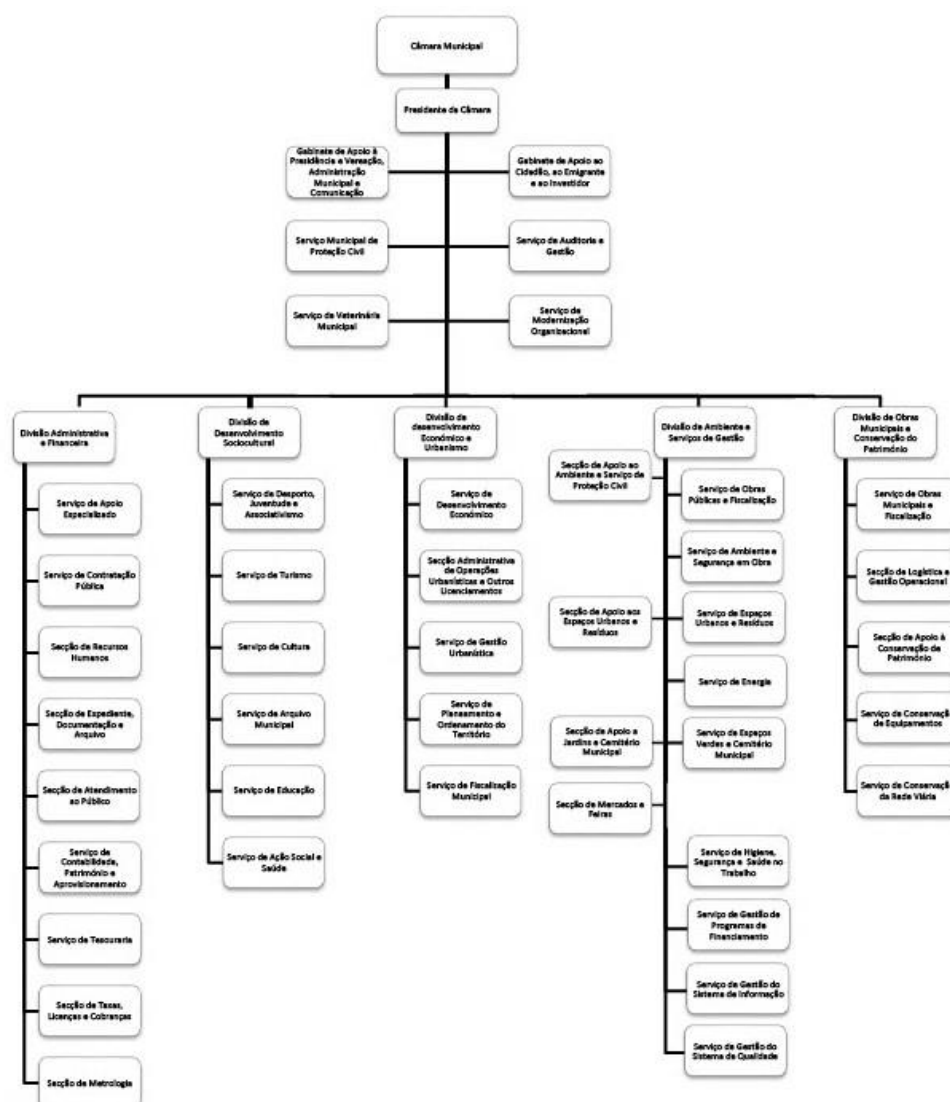 Câmara Municipal
Presidente da Câmara
Gabinete de Apoio à
Presidência e Vereação,
Administração
Municipal e
Comunicação
Gabinete de Apoio ao
Cidadão, ao Emigrante
e ao Investidor
Serviço Municipal de
Proteção Civil
Serviço de Auditoria e
Gestão
Serviço de Veterinária
Municipal
Serviço de
Modernização
Organizacional
Divisão Administrativa
e Financeira
Serviço de Apoio
Especializado
Serviço de Contratação
Pública
Secção de Recursos
Humanos
Secção de Expediente,
Documentação e
Arquivo
Secção de Atendimento
ao Público
Serviço de
Contabilidade,
Património e
Aprovisionamento
Serviço de Tesouraria
Secção de Taxas,
Licenças e Cobranças
Secção de Metrologia
Divisão de
Desenvolvimento
Sociocultural
Serviço de Desporto,
Juventude e
Associativismo
Serviço de Turismo
Serviço de Cultura
Serviço de Arquivo
Municipal
Serviço de Educação
Serviço de Ação Social e
Saúde
Divisão de
desenvolvimento
Económico e
Urbanismo
Serviço de
Desenvolvimento
Económico
Secção Administrativa
de Operações
Urbanísticas e Outros
Licenciamentos
Serviço de Gestão
Urbanística
Serviço de
Planeamento e
Ordenamento do
Território
Serviço de Fiscalização
Municipal
Divisão de Ambiente e
Serviços de Gestão
Secção de Apoio ao
Ambiente e Serviço de
Proteção Civil
Serviço de Obras
Públicas e Fiscalização
Serviço de Ambiente e
Segurança em Obra
Secção de Apoio aos
Espaços Urbanos e
Resíduos
Serviço de Espaços
Urbanos e Resíduos
Serviço de Energia
Secção de Apoio a
Jardins e Cemitério
Municipal
Serviço de Espaços
Verdes e Cemitério
Municipal
Secção de Mercados e
Feiras
Serviço de Higiene,
Segurança e Saúde no
Trabalho
Serviço de Gestão de
Programas de
Financiamento
Serviço de Gestão do
Sistema de Informação
Serviço de Gestão do
Sistema de Qualidade
Divisão de Obras
Municipais e
Conservação do
Património
Serviço de Obras
Municipais e
Fiscalização
Secção de Logística e
Gestão Operacional
Secção de Apoio à
Conservação de
Património
Serviço de Conservação
de Equipamentos
Serviço de Conservação
da Rede Viária